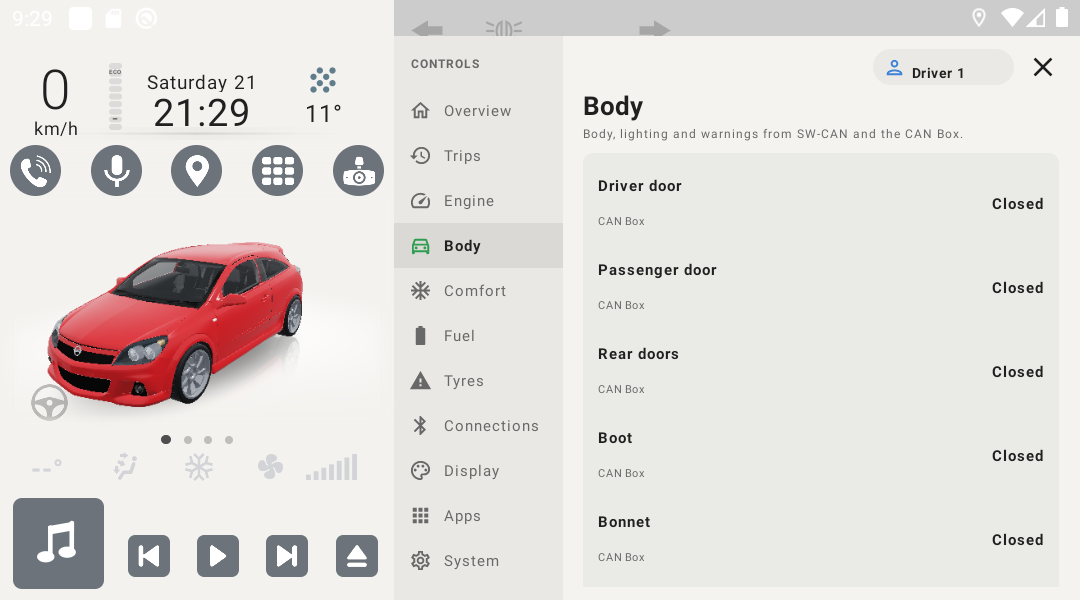 9:29
0
km/h
ECO
Saturday 21
21:29
11°
--°
CONTROLS
Overview
Trips
Engine
Body
Comfort
Fuel
Tyres
Connections
Display
Apps
System
Driver 1
Body
Body, lighting and warnings from SW-CAN and the CAN Box.
Driver door
CAN Box
Closed
Passenger door
CAN Box
Closed
Rear doors
CAN Box
Closed
Boot
CAN Box
Closed
Bonnet
CAN Box
Closed